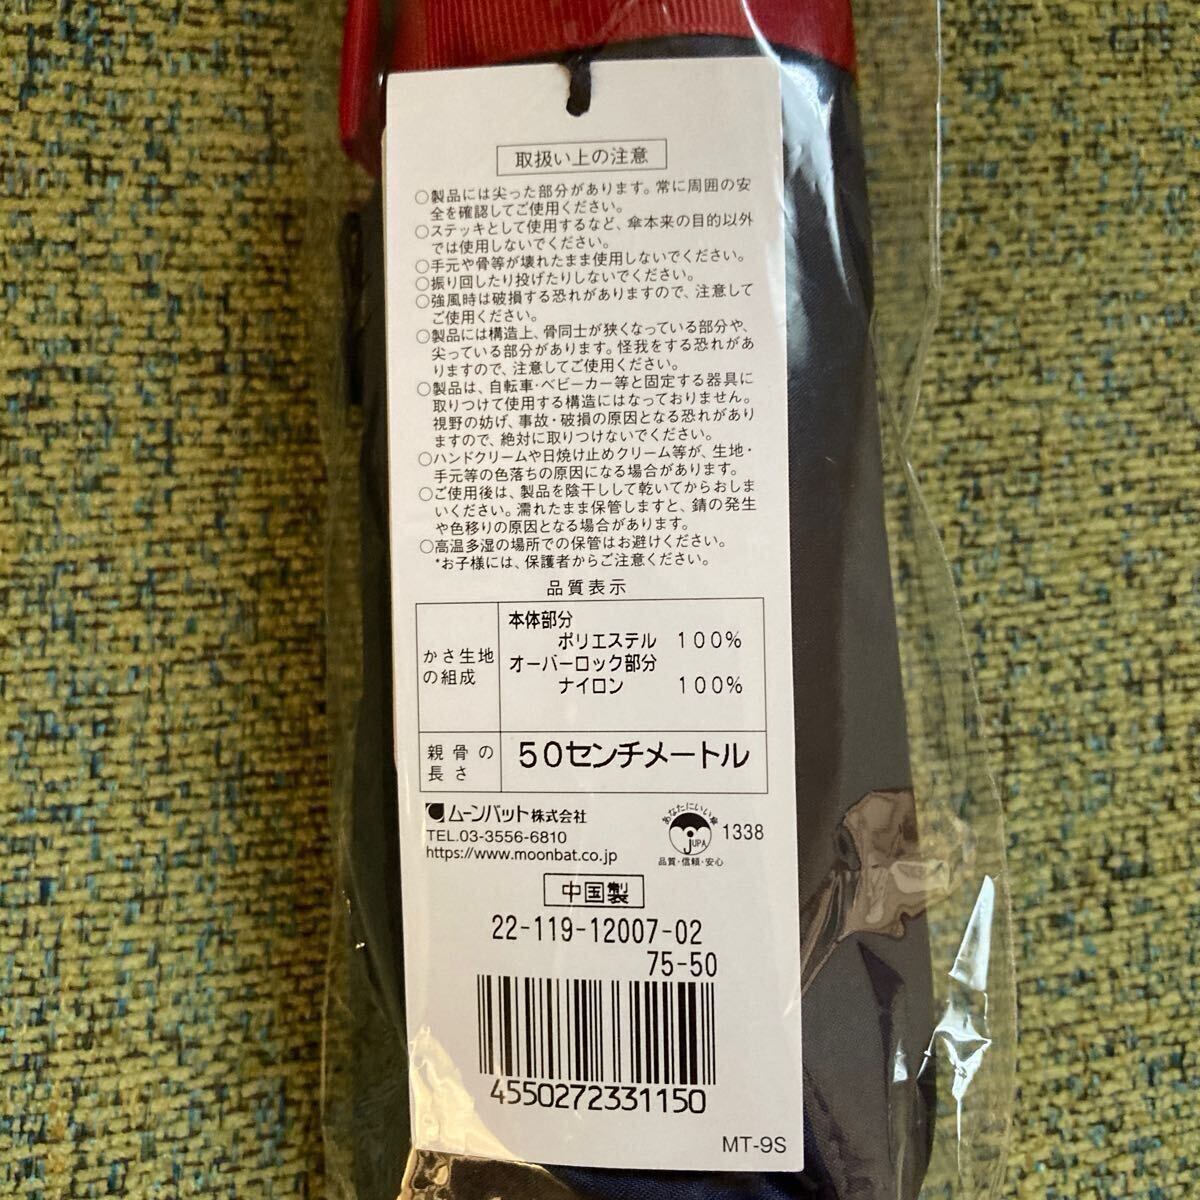 取扱い上の注意
○製品には尖った部分があります。常に周囲の安
全を確認してご使用ください。
○ステッキとして使用するなど、傘本来の目的以外
では使用しないでください。
○手元や骨等が壊れたまま使用しないでください。
○振り回したり投げたりしないでください。
○強風時は破損する恐れがありますので、注意して
ご使用ください。
○製品には構造上、骨同士が狭くなっている部分や、
尖っている部分があります。怪我をする恐れがあ
りますので、注意してご使用ください。
○製品は、自転車・ベビーカー等と固定する器具に
取りつけて使用する構造にはなっておりません。
視野の妨げ、事故・破損の原因となる恐れがあり
ますので、絶対に取りつけないでください。
○ハンドクリームや日焼け止めクリーム等が、生地・
手元等の色落ちの原因になる場合があります。
○ご使用後は、製品を陰干しして乾いてからおしま
いください。濡れたまま保管しますと、錆の発生
や色移りの原因となる場合があります。
○高温多湿の場所での保管はお避けください。
*お子様には、保護者からご注意ください。
品質表示
かさ生地
の組成
本体部分
ポリエステル 100%
オーバーロック部分
ナイロン 100%
親骨の
長さ
50センチメートル
ムーンバット株式会社
TEL.03-3556-6810
https://www.moonbat.co.jp
あなたにいい傘
JUPA
1338
品質・信頼・安心
中国製
22-119-12007-02
75-50
4550272331150
MT-9S